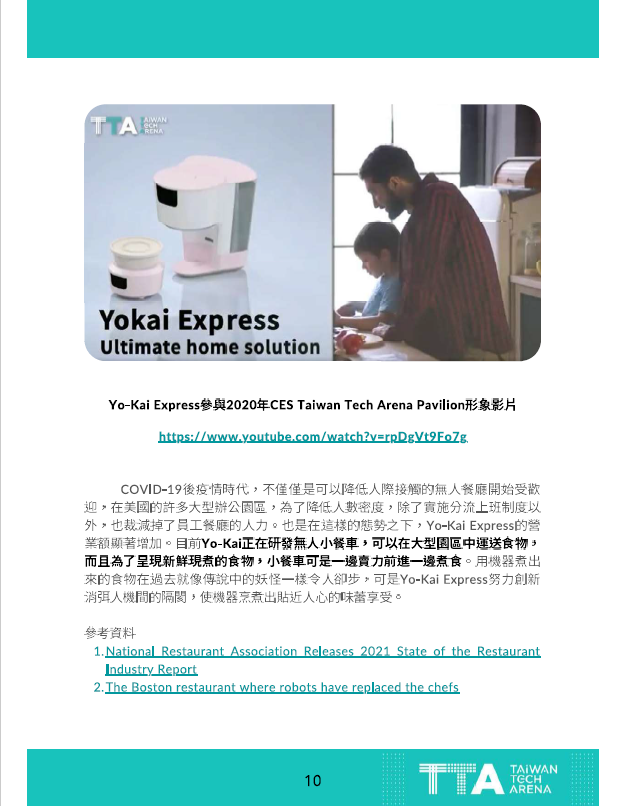 TTA TAIWAN
TECH
ARENA
Yokai Express
Ultimate home solution
Yo-Kai Express參與2020年CES Taiwan Tech Arena Pavilion形象影片
https://www.youtube.com/watch?v=rpDgVt9Fo7g
COVID-19後疫情時代，不僅僅是可以降低人際接觸的無人餐廳開始受歡
迎，在美國的許多大型辦公園區，為了降低人數密度，除了實施分流上班制度以
外，也裁減掉了員工餐廳的人力。也是在這樣的態勢之下，Yo-Kai Express的營
業額顯著增加。目前Yo-Kai正在研發無人小餐車，可以在大型園區中運送食物，
而且為了呈現新鮮現煮的食物，小餐車可是一邊賣力前進一邊煮食。用機器煮出
來的食物在過去就像傳說中的妖怪一樣令人卻步，可是Yo-Kai Express努力創新
消弭人機間的隔閡，使機器烹煮出貼近人心的味蕾享受。
參考資料
1. National Restaurant Association Releases 2021 State of the Restaurant
Industry Report
2. The Boston restaurant where robots have replaced the chefs
10
TTA TAIWAN
TECH
ARENA